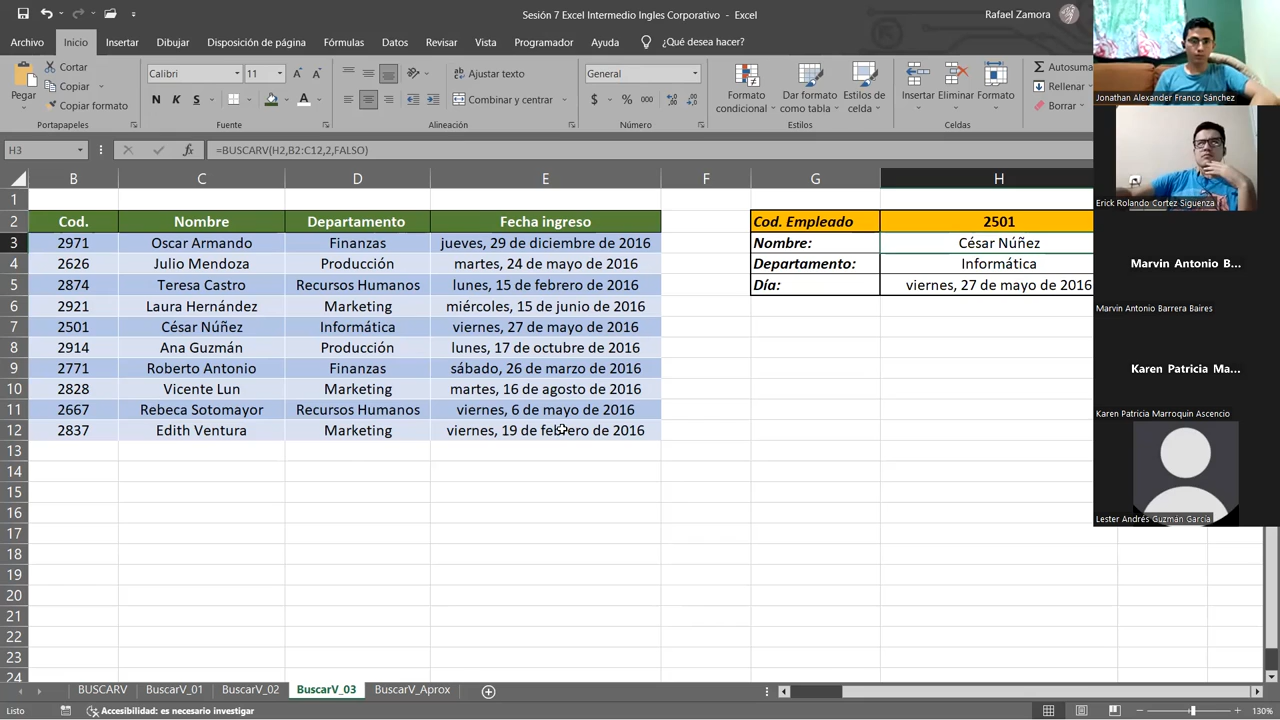 Sesión 7 Excel Intermedio Ingles Corporativo - Excel
Rafael Zamora
Archivo Inicio Insertar Dibujar Disposición de página Fórmulas Datos Revisar Vista Programador Ayuda ¿Qué desea hacer?
Pegar
Cortar
Copiar
Copiar formato
Portapapeles
Calibri 11
N K S
Fuente
Ajustar texto
Combinar y centrar
Alineación
General
$ % 000
Número
Formato condicional
Dar formato como tabla
Estilos de celda
Estilos
Insertar Eliminar Formato
Celdas
Autosuma
Rellenar
Borrar
H3 fx =BUSCARV(H2,B2:C12,2,FALSO)
B C D E F G H
1
2 Cod. Nombre Departamento Fecha ingreso Cod. Empleado 2501
3 2971 Oscar Armando Finanzas jueves, 29 de diciembre de 2016 Nombre: César Núñez
4 2626 Julio Mendoza Producción martes, 24 de mayo de 2016 Departamento: Informática
5 2874 Teresa Castro Recursos Humanos lunes, 15 de febrero de 2016 Día: viernes, 27 de mayo de 2016
6 2921 Laura Hernández Marketing miércoles, 15 de junio de 2016
7 2501 César Núñez Informática viernes, 27 de mayo de 2016
8 2914 Ana Guzmán Producción lunes, 17 de octubre de 2016
9 2771 Roberto Antonio Finanzas sábado, 26 de marzo de 2016
10 2828 Vicente Lun Marketing martes, 16 de agosto de 2016
11 2667 Rebeca Sotomayor Recursos Humanos viernes, 6 de mayo de 2016
12 2837 Edith Ventura Marketing viernes, 19 de febrero de 2016
13
14
15
16
17
18
19
20
21
22
23
24
BUSCARV BuscarV_01 BuscarV_02 BuscarV_03 BuscarV_Aprox
Listo Accesibilidad: es necesario investigar 130%
Jonathan Alexander Franco Sánchez
Erick Rolando Cortez Siguenza
Marvin Antonio B...
Marvin Antonio Barrera Baires
Karen Patricia Ma...
Karen Patricia Marroquin Ascencio
Lester Andrés Guzmán García